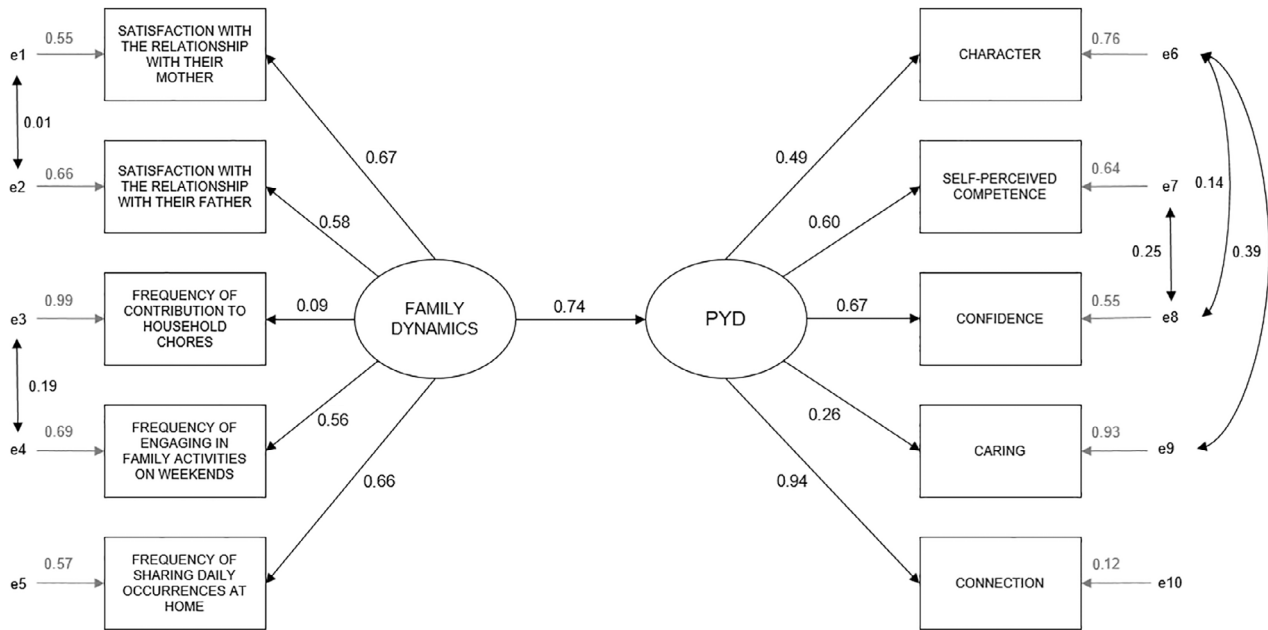 SATISFACTION WITH
THE RELATIONSHIP
WITH THEIR
MOTHER
e1
0.55
0.01
SATISFACTION WITH
THE RELATIONSHIP
WITH THEIR FATHER
e2
0.66
FREQUENCY OF
CONTRIBUTION TO
HOUSEHOLD
CHORES
e3
0.99
0.19
FREQUENCY OF
ENGAGING IN
FAMILY ACTIVITIES
ON WEEKENDS
e4
0.69
FREQUENCY OF
SHARING DAILY
OCCURRENCES AT
HOME
e5
0.57
0.67
0.58
0.09
0.56
0.66
FAMILY
DYNAMICS
0.74
PYD
0.49
0.60
0.67
0.26
0.94
CHARACTER
0.76
e6
SELF-PERCEIVED
COMPETENCE
0.64
e7
0.14
0.25
0.39
CONFIDENCE
0.55
e8
CARING
0.93
e9
CONNECTION
0.12
e10